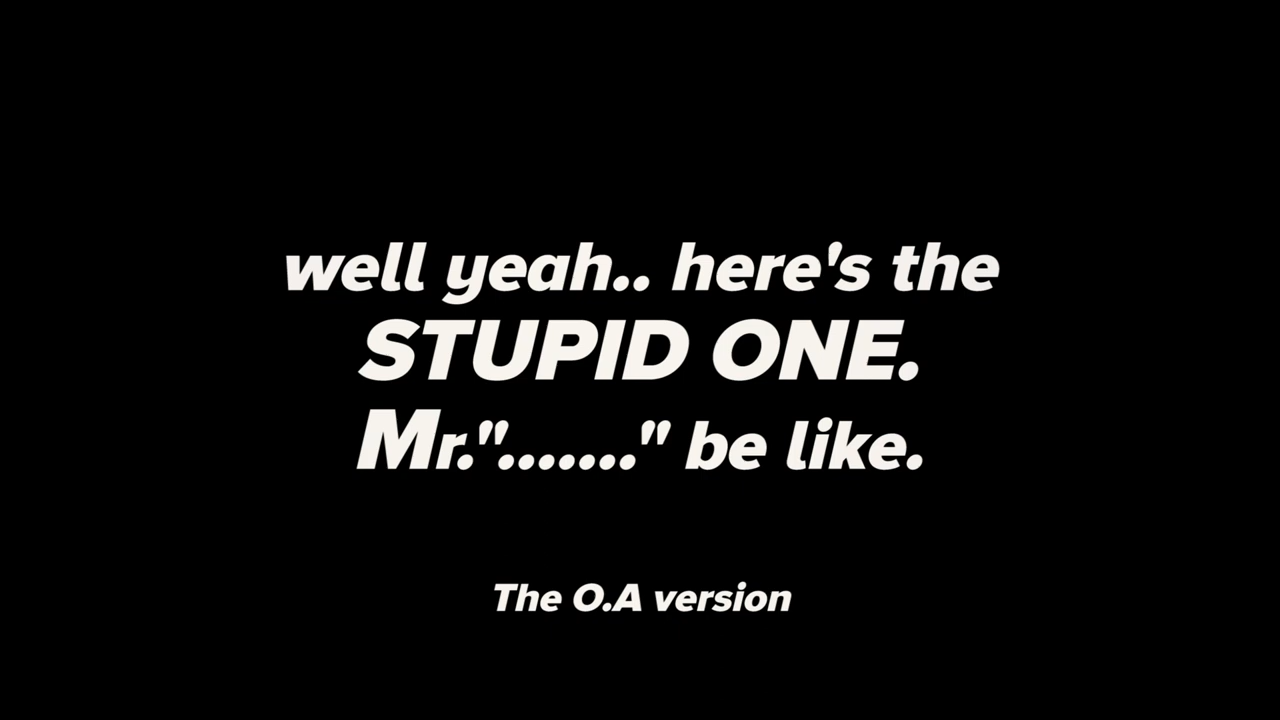 well yeah.. here's the
STUPID ONE.
Mr."......." be like.
The O.A version